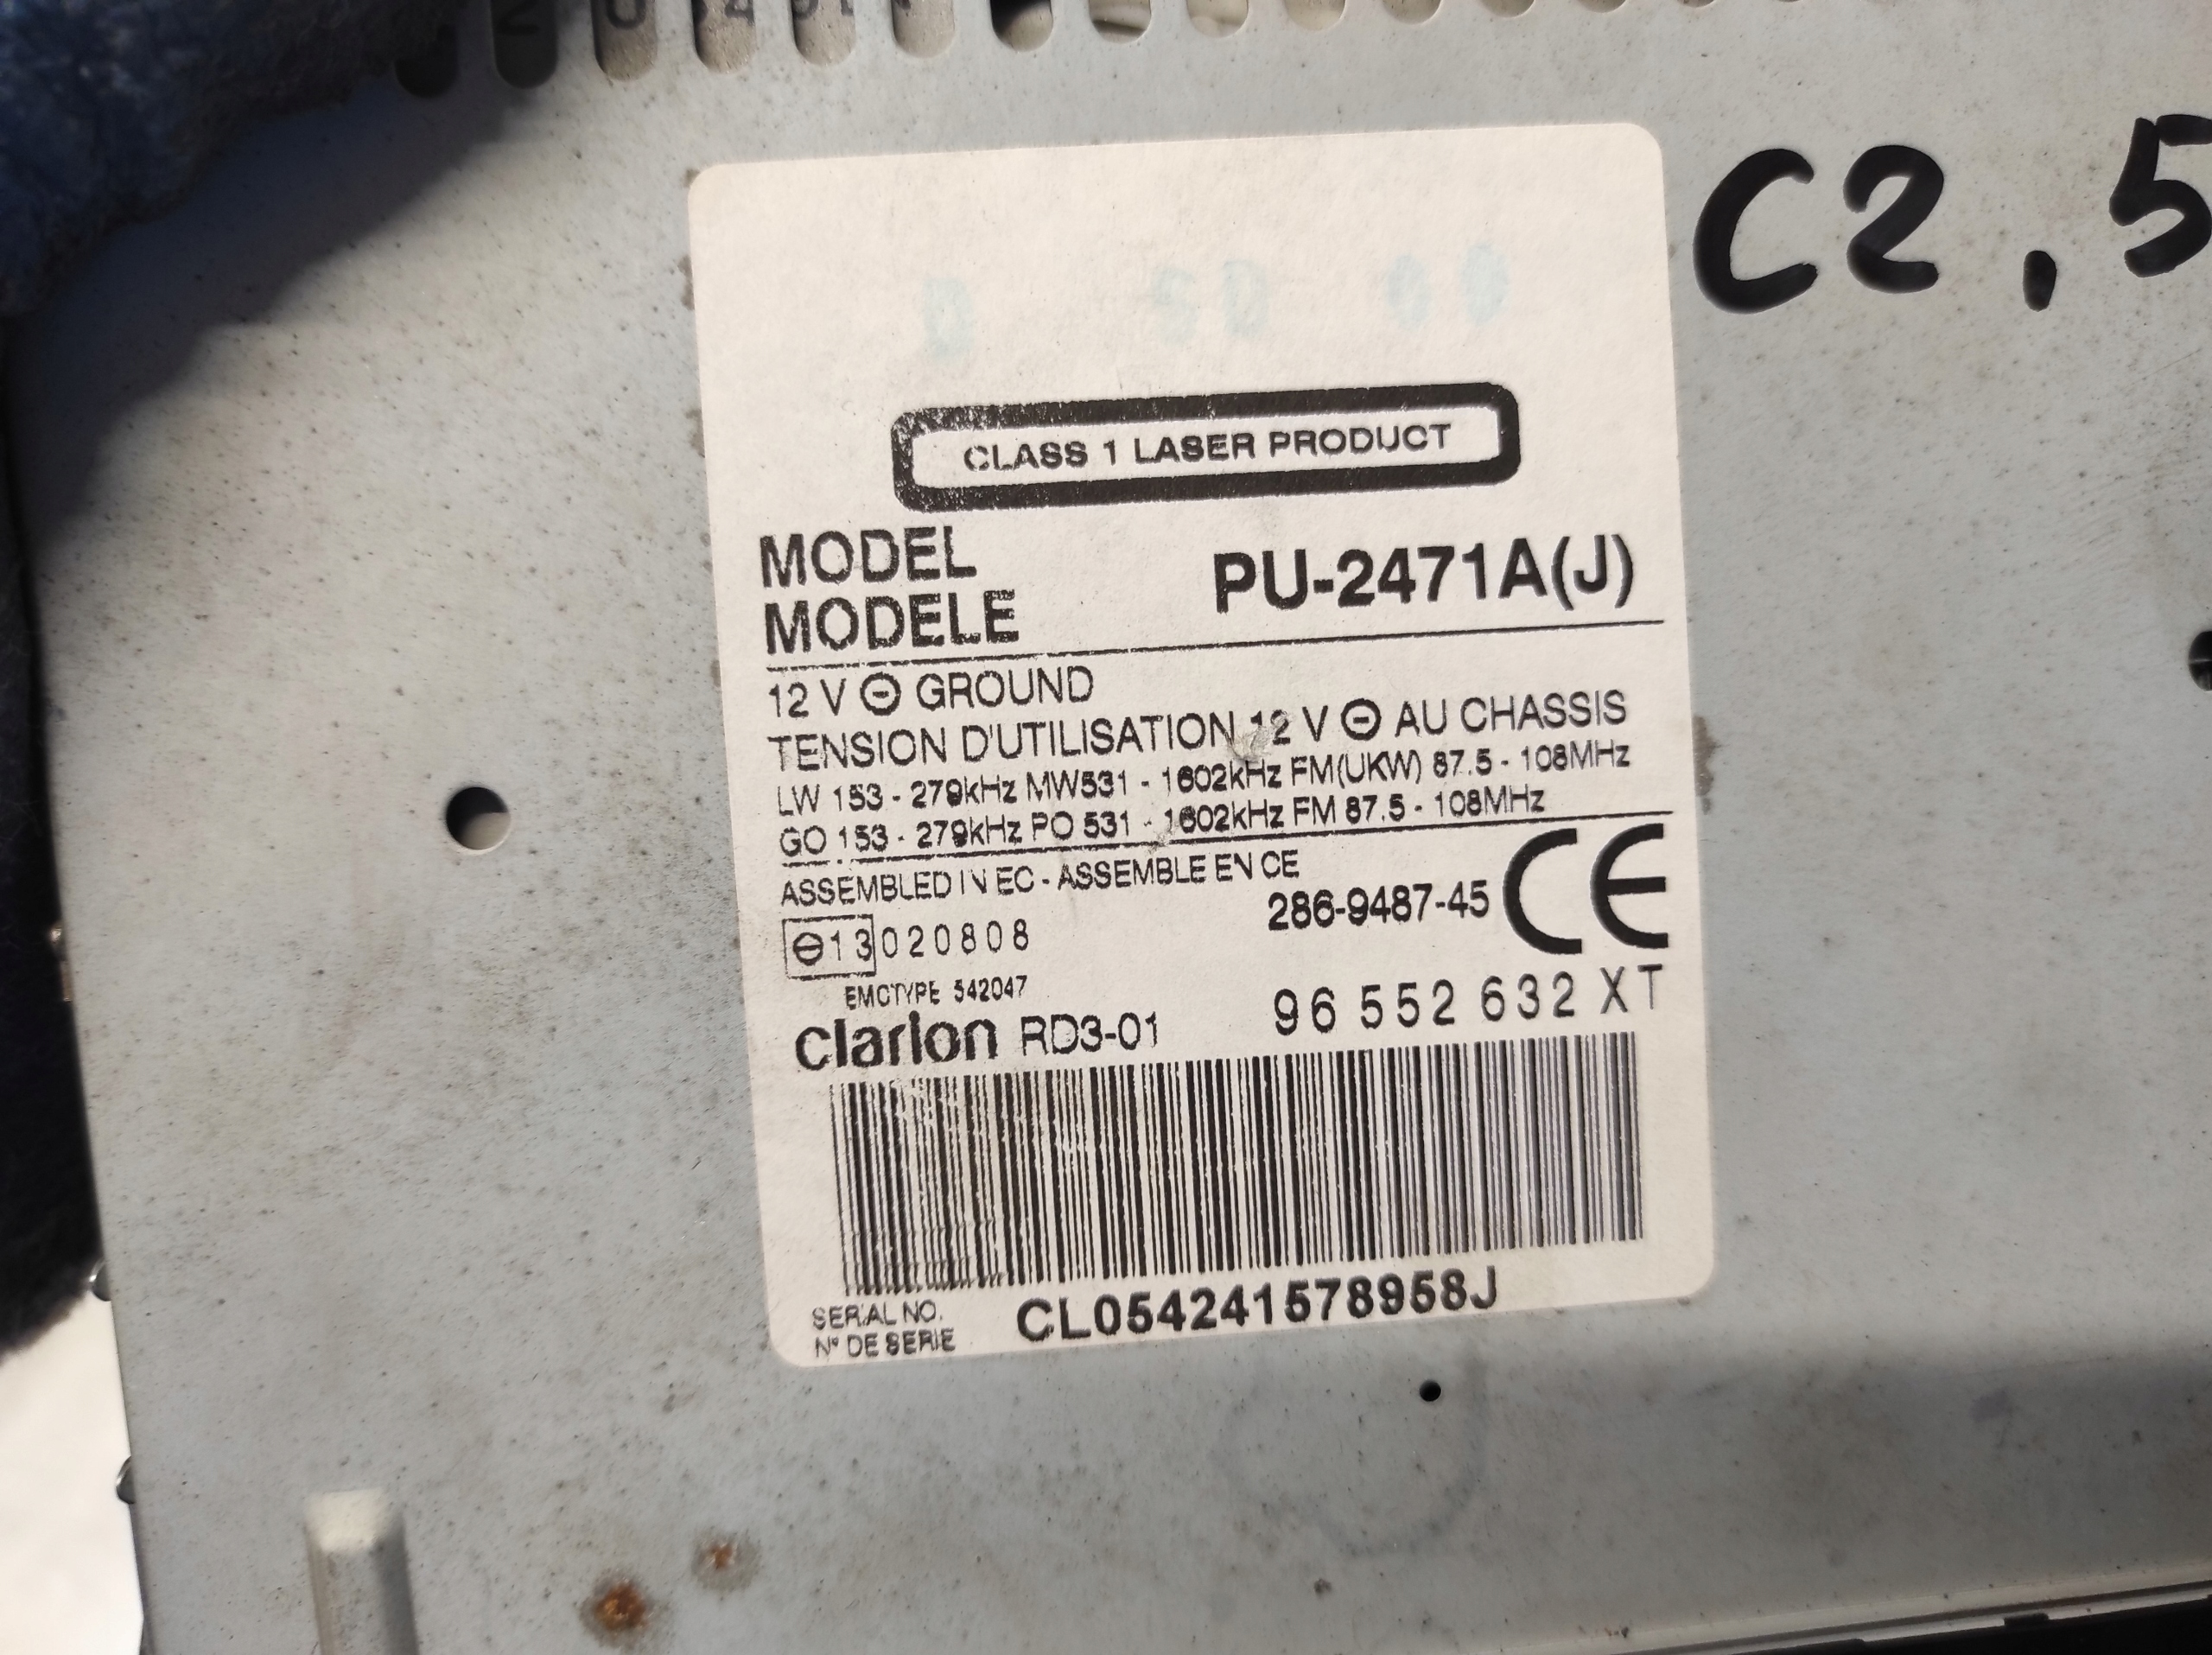 C2.5
CLASS 1 LASER PRODUCT
MODEL
MODELE
PU-2471A(J)
12 V ⊖ GROUND
TENSION D'UTILISATION 12 V ⊖ AU CHASSIS
LW 153 - 279kHz MW531 - 1602kHz FM(UKW) 87.5 - 108MHz
GO 153 - 279kHz PO 531 - 1602kHz FM 87.5 - 108MHz
ASSEMBLED IN EC - ASSEMBLE EN CE
286-9487-45 CE
e13 020808
EMCTYPE 542047
clarion RD3-01 96 552 632 XT
SERIAL NO.
N° DE SERIE
CL054241578958J